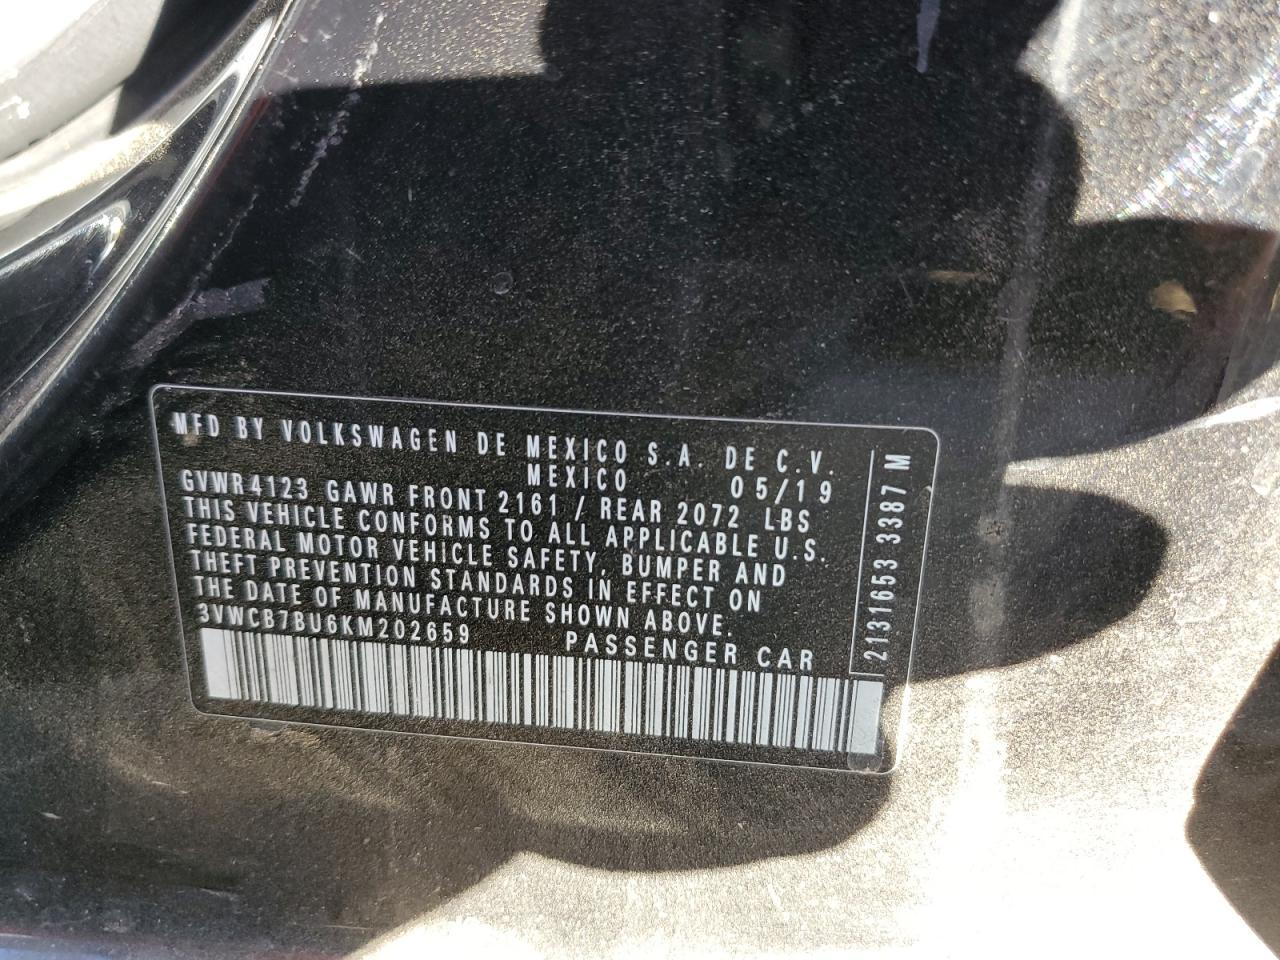 MFD BY VOLKSWAGEN DE MEXICO S.A. DE C.V.
MEXICO 05/19
GVWR 4123 GAWR FRONT 2161 / REAR 2072 LBS
THIS VEHICLE CONFORMS TO ALL APPLICABLE U.S.
FEDERAL MOTOR VEHICLE SAFETY, BUMPER AND
THEFT PREVENTION STANDARDS IN EFFECT ON
THE DATE OF MANUFACTURE SHOWN ABOVE.
3VWCB7BU6KM202659 PASSENGER CAR
2131653 3387 M